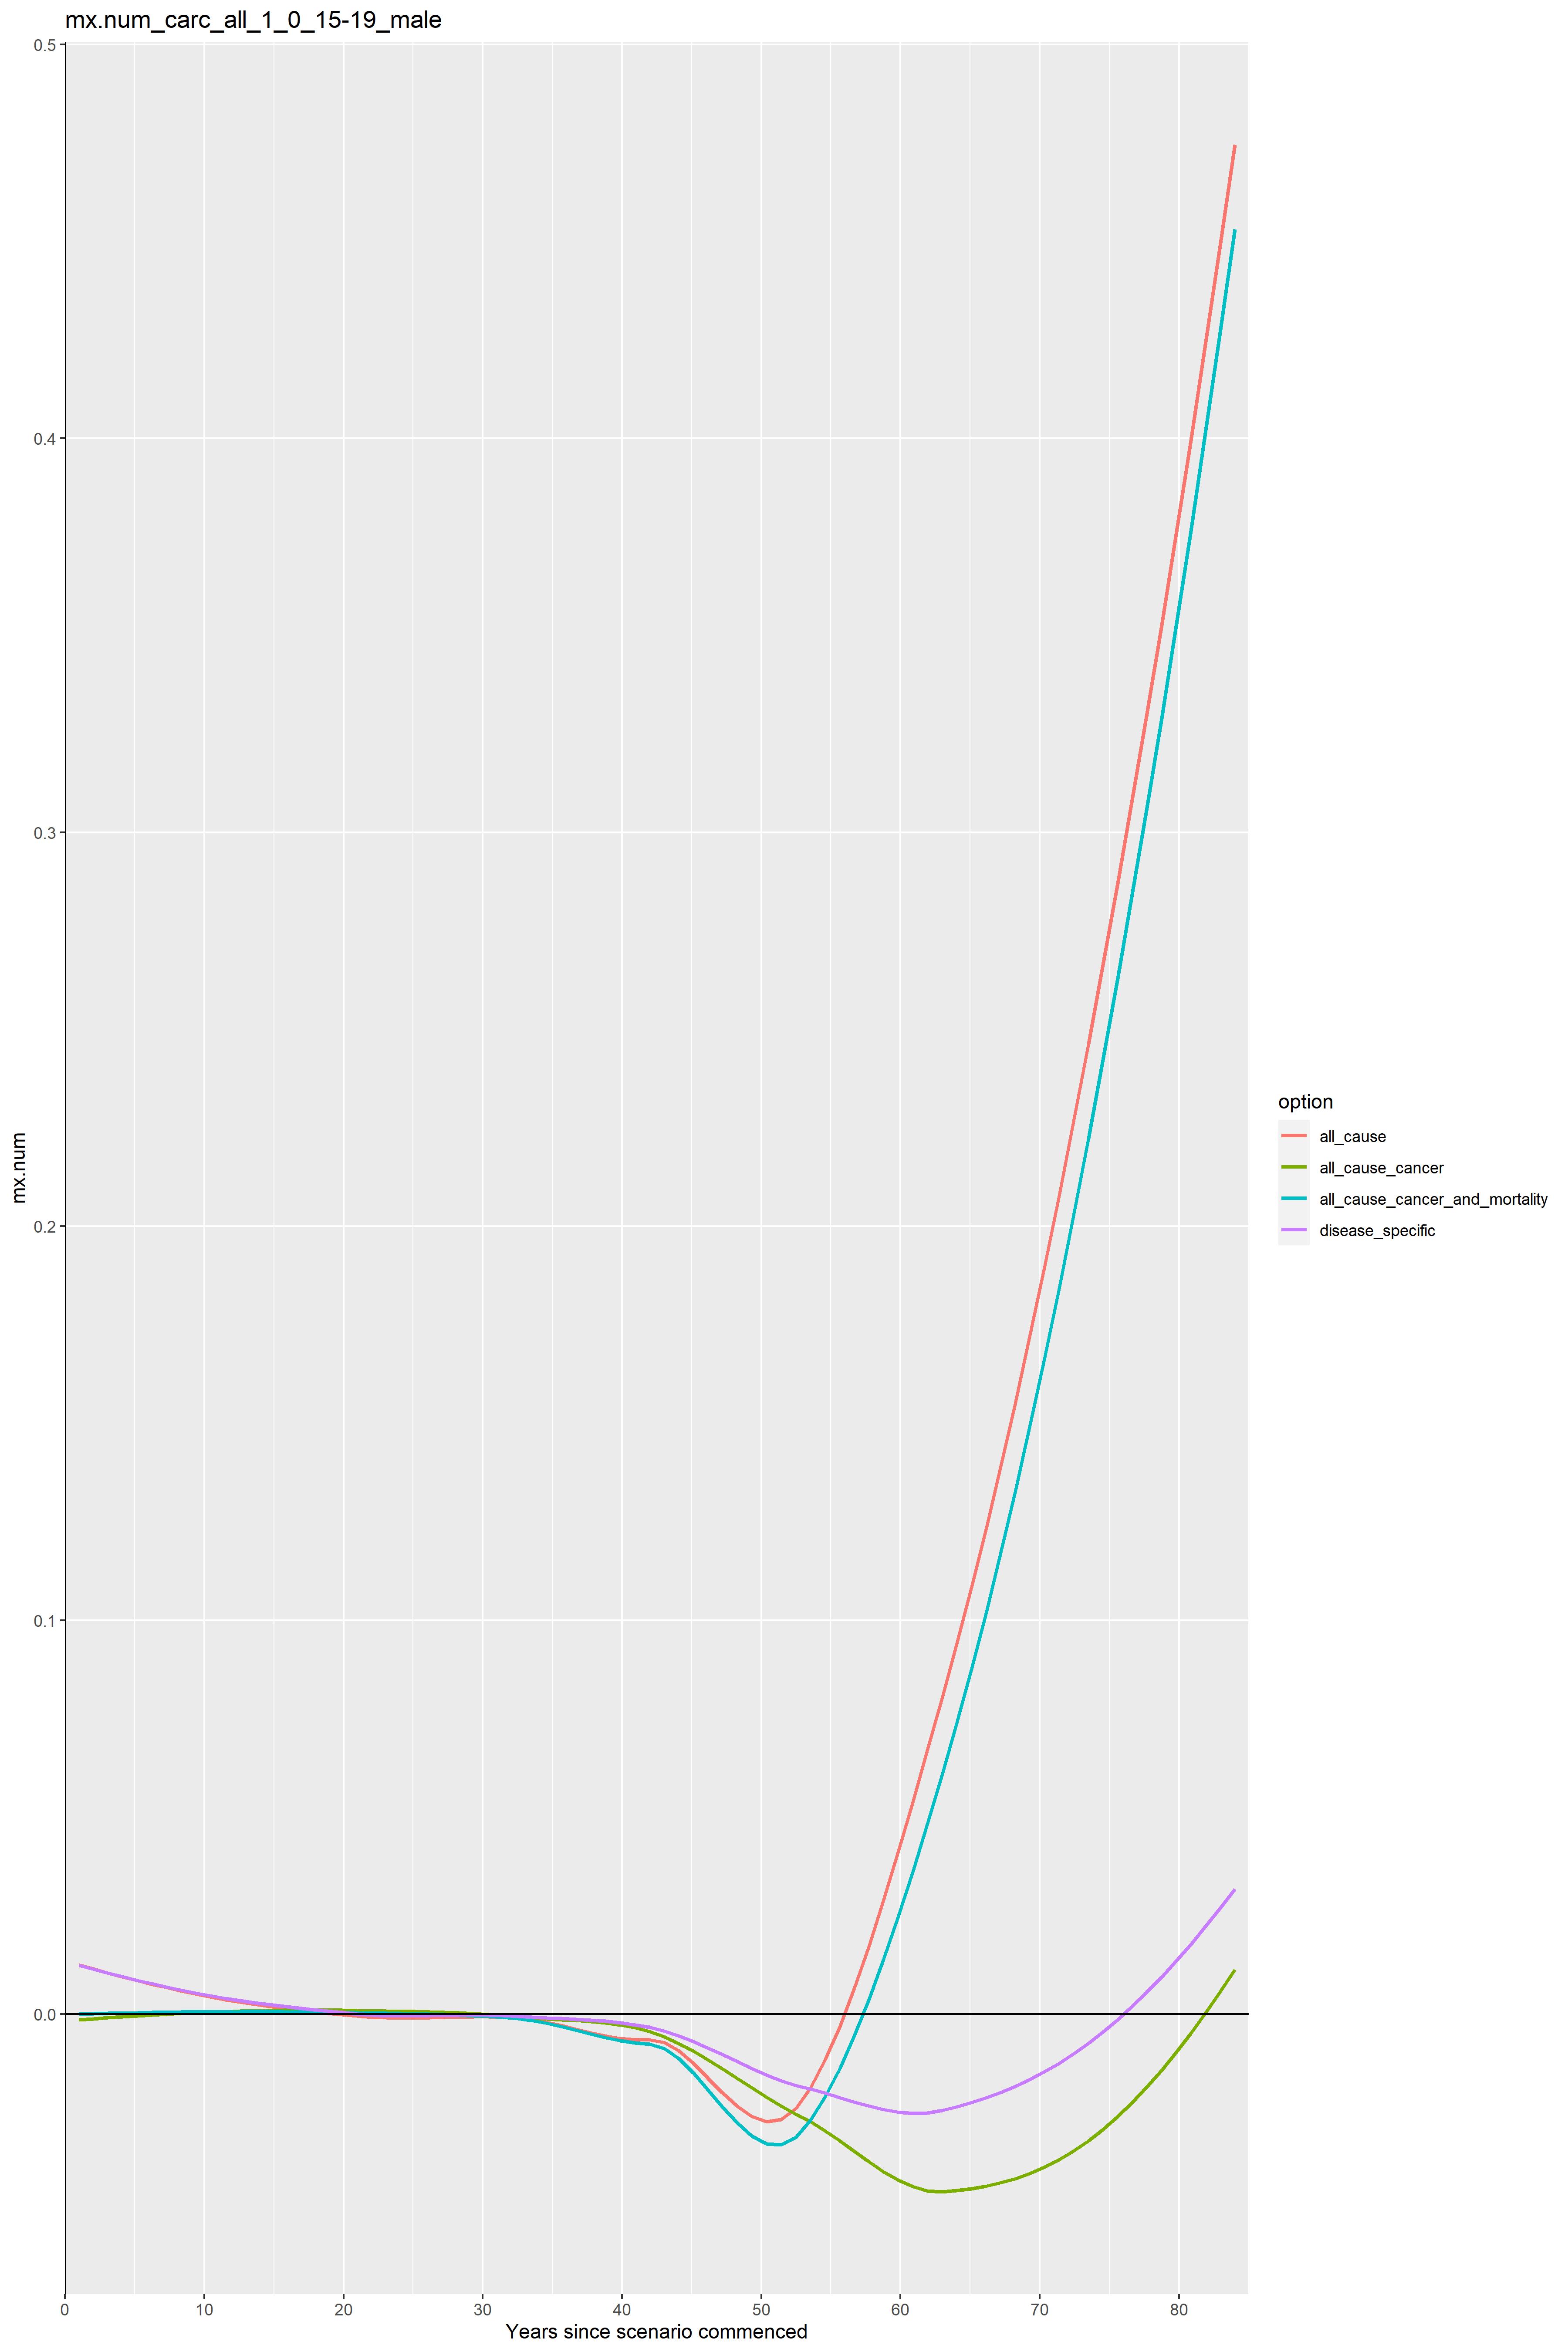 mx.num_carc_all_1_0_15-19_male
0.5
0.4
0.3
0.2
0.1
0.0
mx.num
0 10 20 30 40 50 60 70 80
Years since scenario commenced
option
all_cause
all_cause_cancer
all_cause_cancer_and_mortality
disease_specific